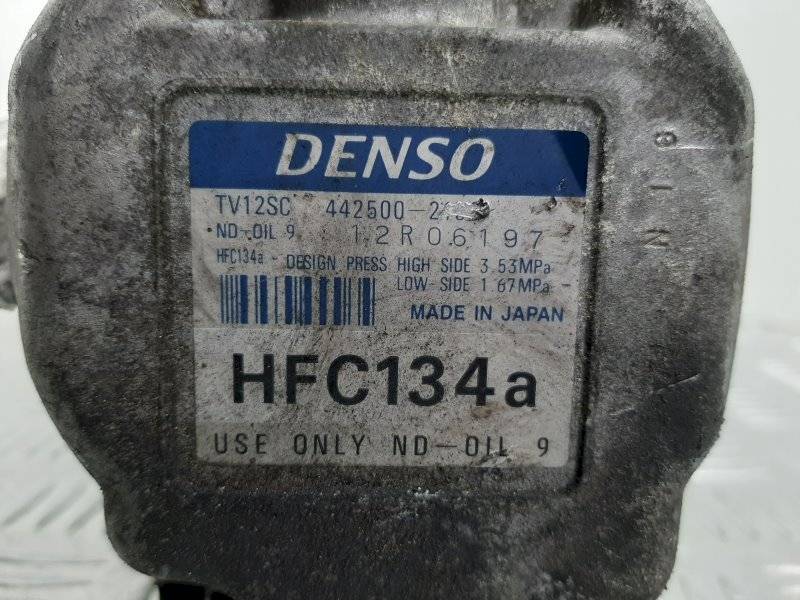 DENSO
TV12SC
ND-OIL 9 12R06197
HFC134a - DESIGN PRESS HIGH SIDE 3.53MPa
LOW SIDE 1.67MPa
MADE IN JAPAN
HFC134a
USE ONLY ND-OIL 9